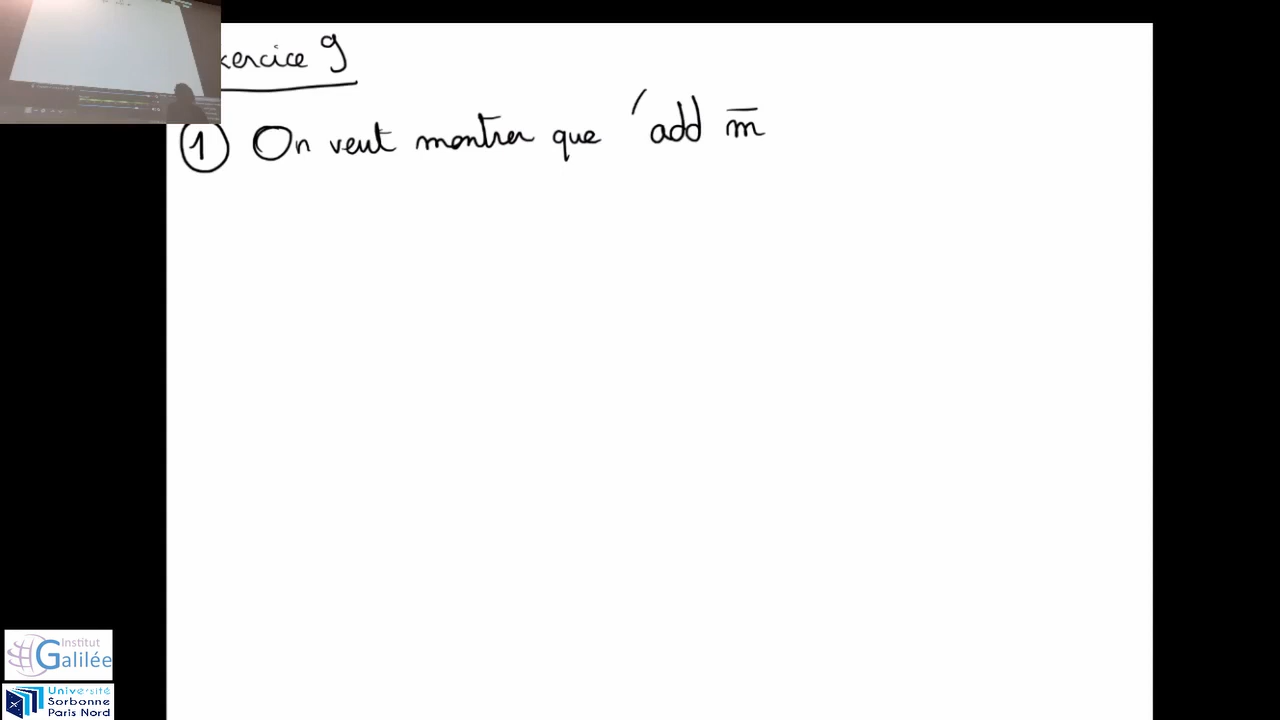 xercice 9
① On veut montrer que 'add m̅
Institut
Galilée
Université
Sorbonne
Paris Nord